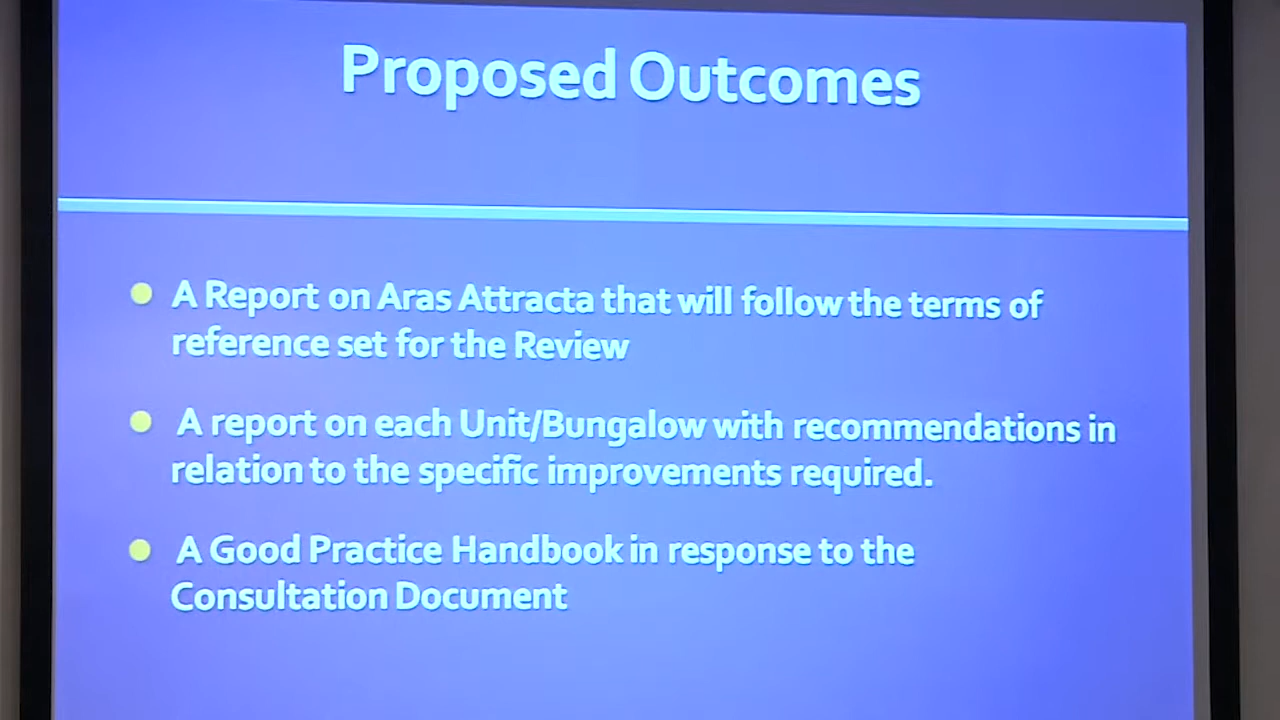 Proposed Outcomes
A Report on Aras Attracta that will follow the terms of
reference set for the Review
A report on each Unit/Bungalow with recommendations in
relation to the specific improvements required.
A Good Practice Handbook in response to the
Consultation Document